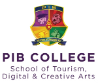 PIB COLLEGE
School of Tourism,
Digital & Creative Arts